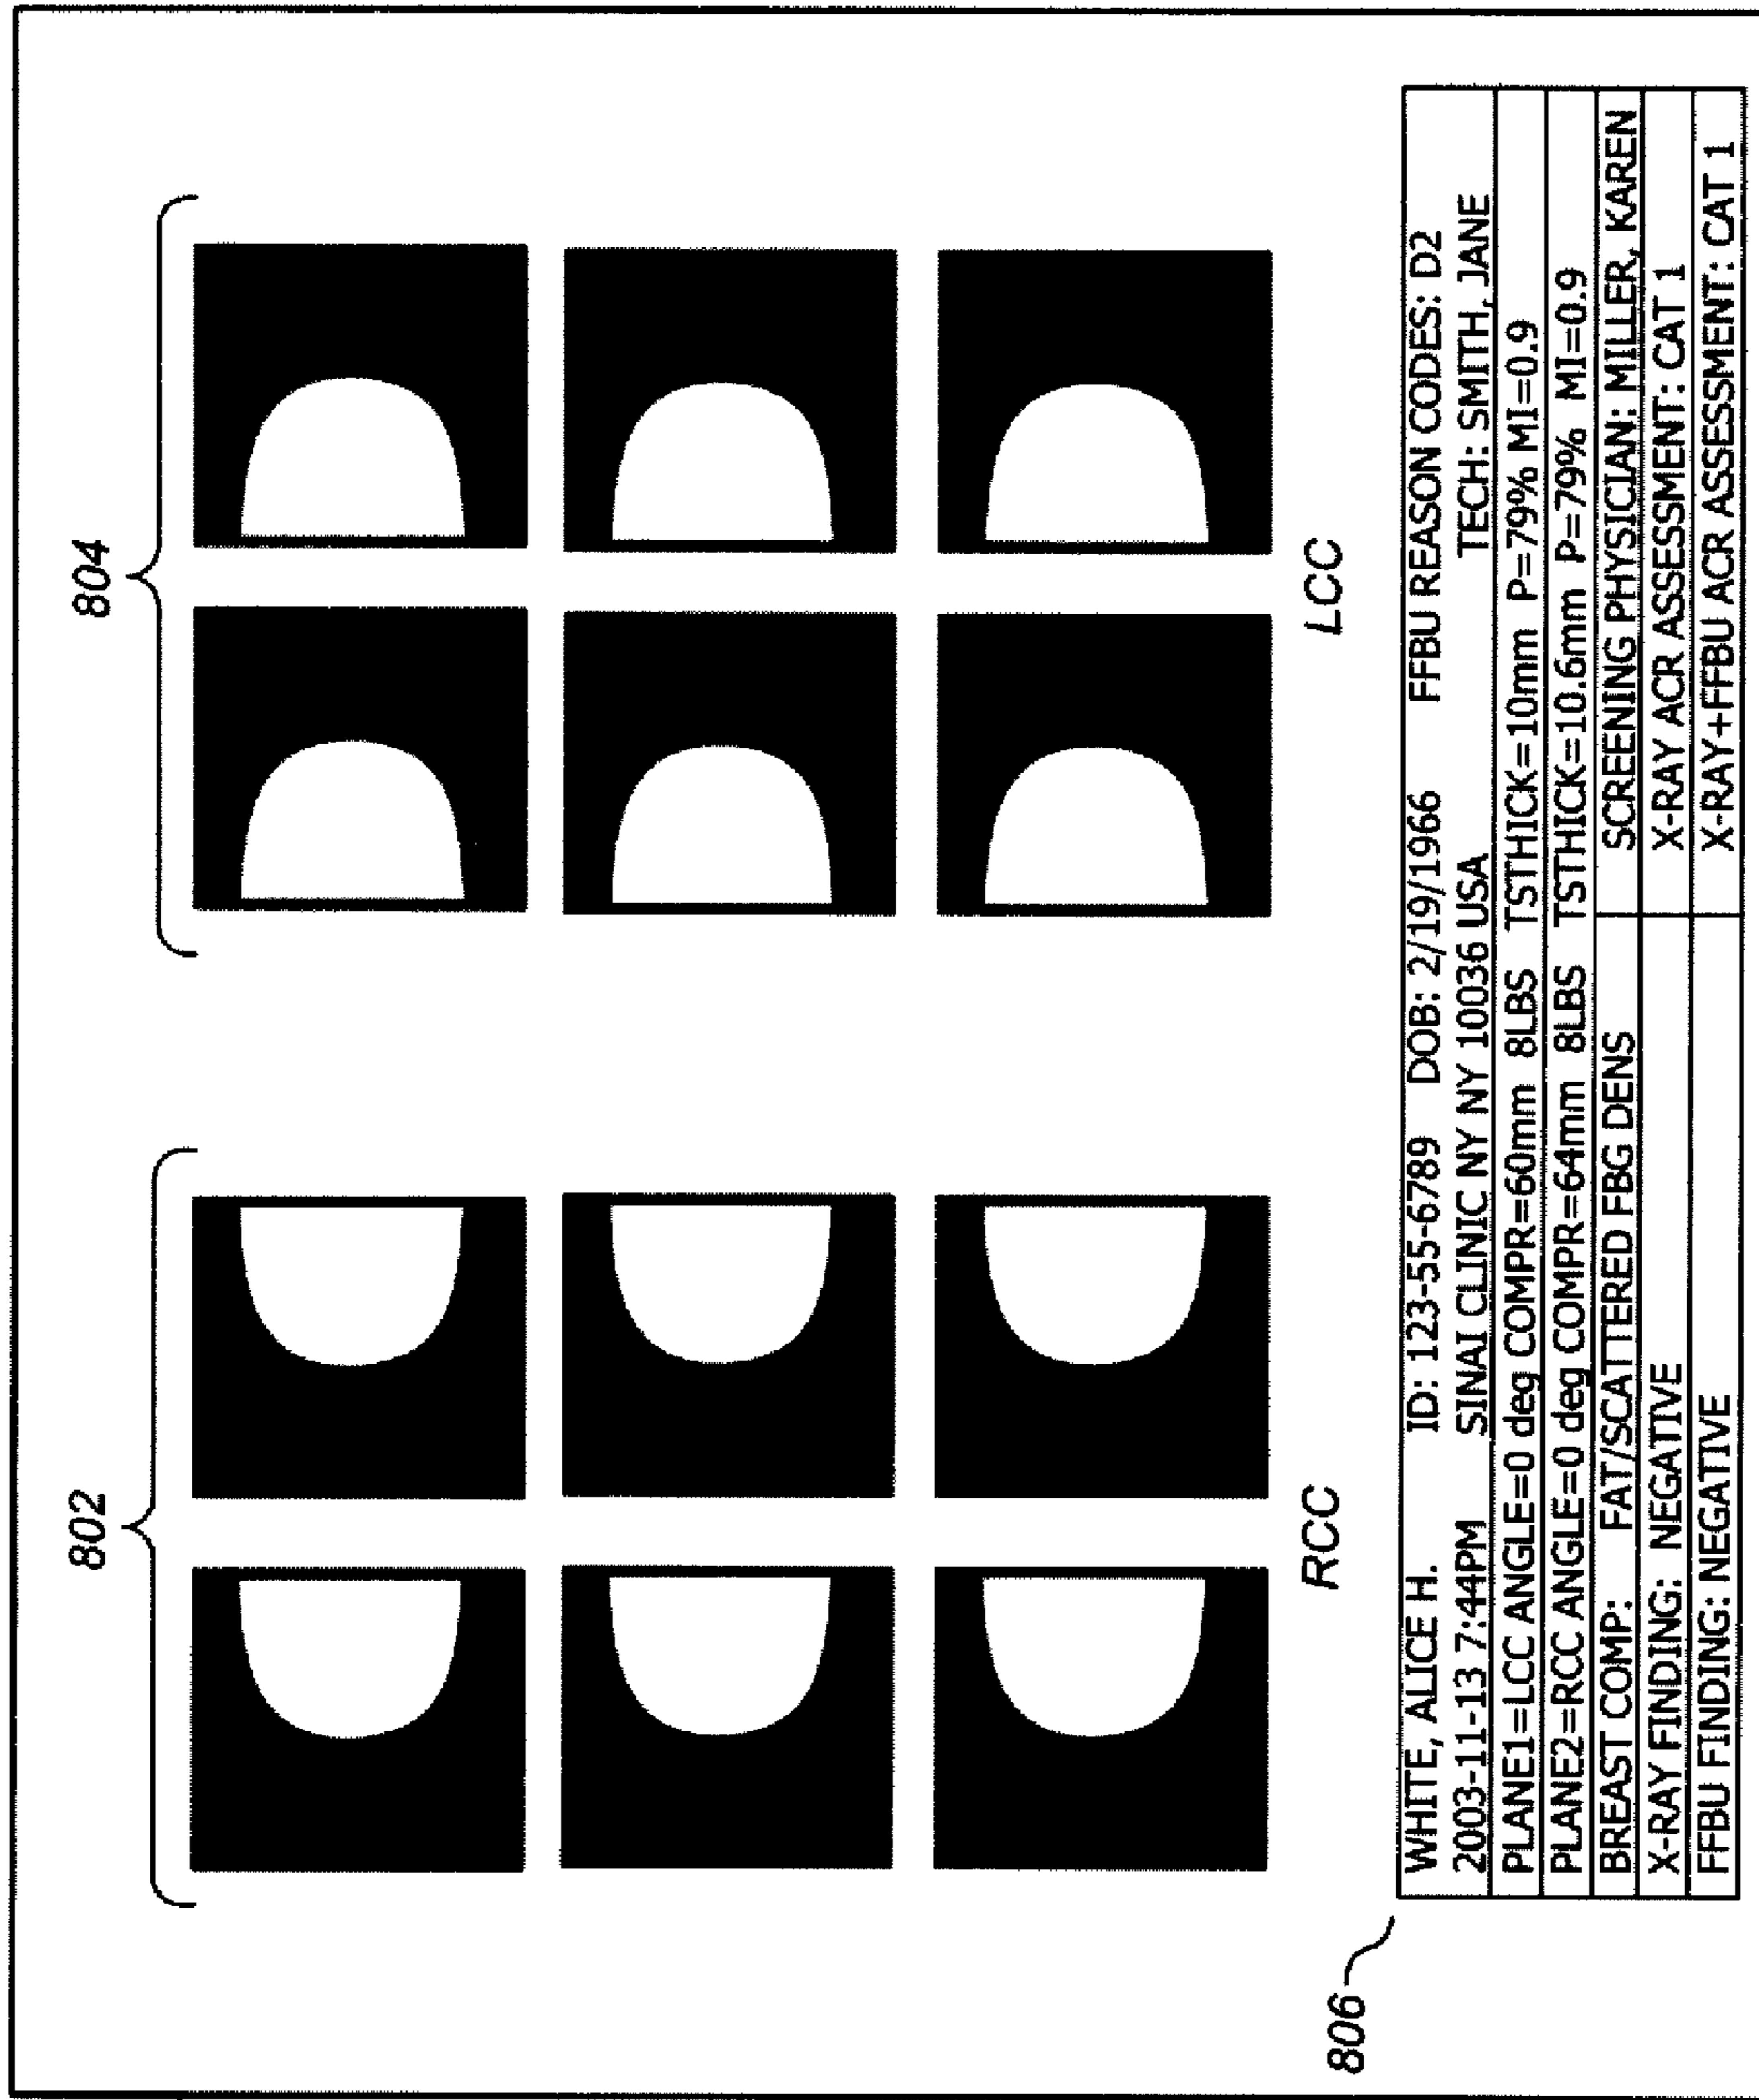 802
804
RCC
LCC
806
WHITE, ALICE H. ID: 123-55-6789 DOB: 2/19/1966 FFBU REASON CODES: D2
2003-11-13 7:44PM SINAI CLINIC NY NY 10036 USA TECH: SMITH, JANE
PLANE1=LCC ANGLE=0 deg COMPR=60mm 8LBS TSTHICK=10mm P=79% MI=0.9
PLANE2=RCC ANGLE=0 deg COMPR=64mm 8LBS TSTHICK=10.6mm P=79% MI=0.9
BREAST COMP: FAT/SCATTERED FBG DENS SCREENING PHYSICIAN: MILLER, KAREN
X-RAY FINDING: NEGATIVE X-RAY ACR ASSESSMENT: CAT 1
FFBU FINDING: NEGATIVE X-RAY+FFBU ACR ASSESSMENT: CAT 1